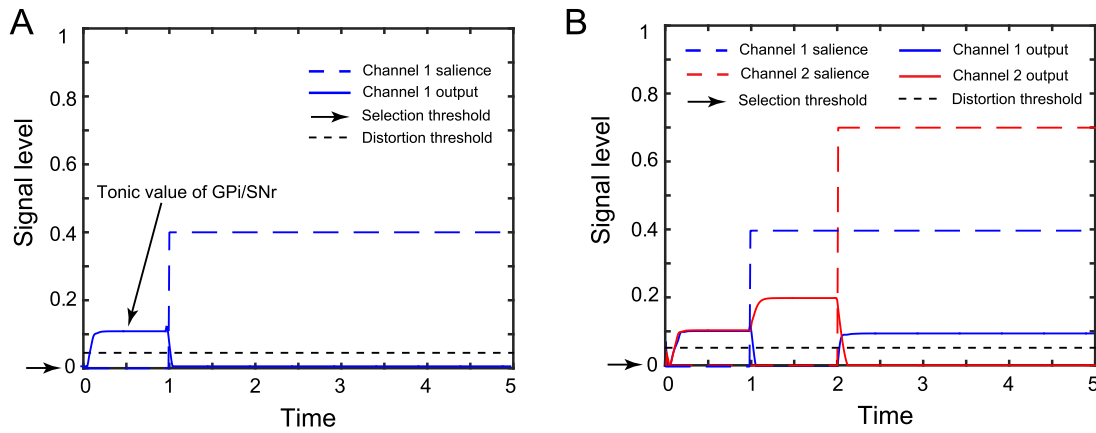 A
Signal level
1
0.8
0.6
0.4
0.2
0
Channel 1 salience
Channel 1 output
Selection threshold
Distortion threshold
Tonic value of GPi/SNr
0 1 2 3 4 5
Time
B
Signal level
1
0.8
0.6
0.4
0.2
0
Channel 1 salience
Channel 2 salience
Selection threshold
Channel 1 output
Channel 2 output
Distortion threshold
0 1 2 3 4 5
Time